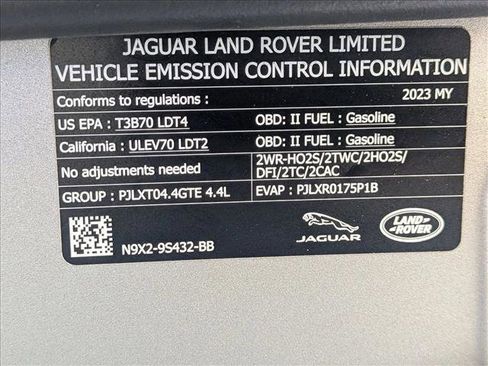 JAGUAR LAND ROVER LIMITED
VEHICLE EMISSION CONTROL INFORMATION
Conforms to regulations : 2023 MY
US EPA : T3B70 LDT4 OBD: II FUEL : Gasoline
California : ULEV70 LDT2 OBD: II FUEL : Gasoline
No adjustments needed 2WR-HO2S/2TWC/2HO2S/
DFI/2TC/2CAC
GROUP : PJLXT04.4GTE 4.4L EVAP : PJLXR0175P1B
N9X2-9S432-BB
JAGUAR
LAND-
ROVER